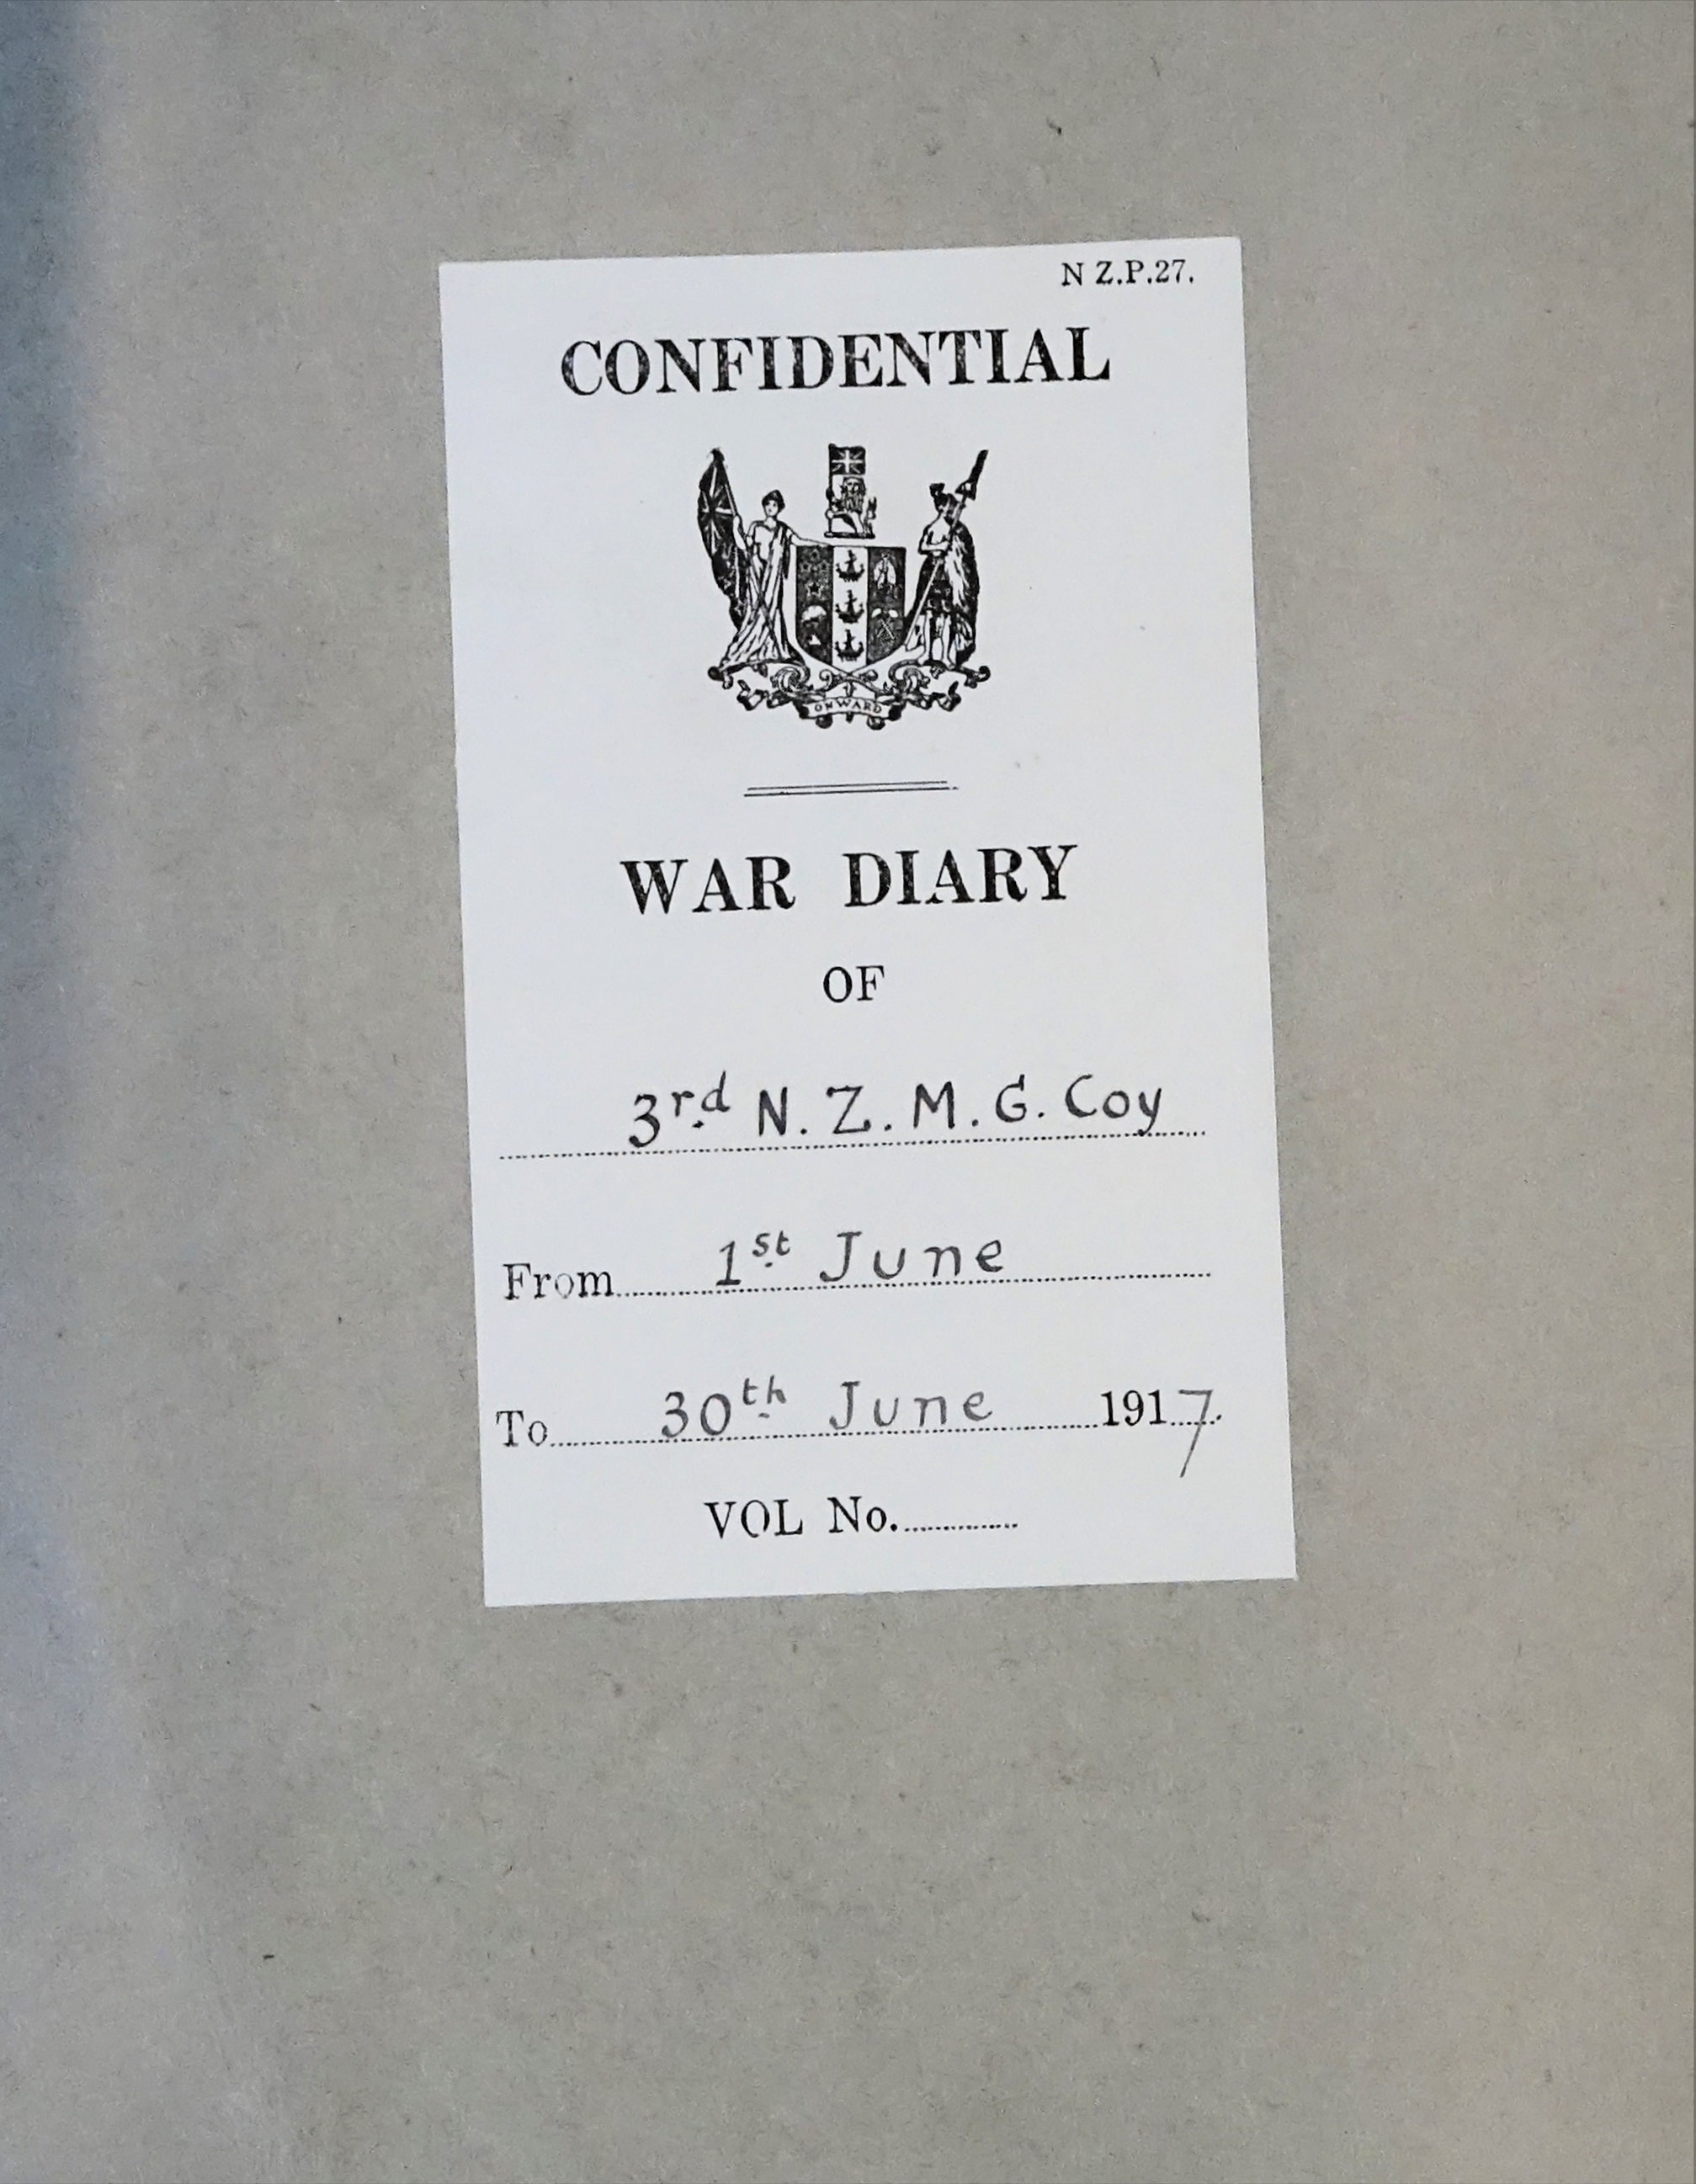 N Z.P.27.
CONFIDENTIAL
ONWARD
WAR DIARY
OF
3rd N. Z. M. G. Coy
From 1st June
To 30th June 1917
VOL No.